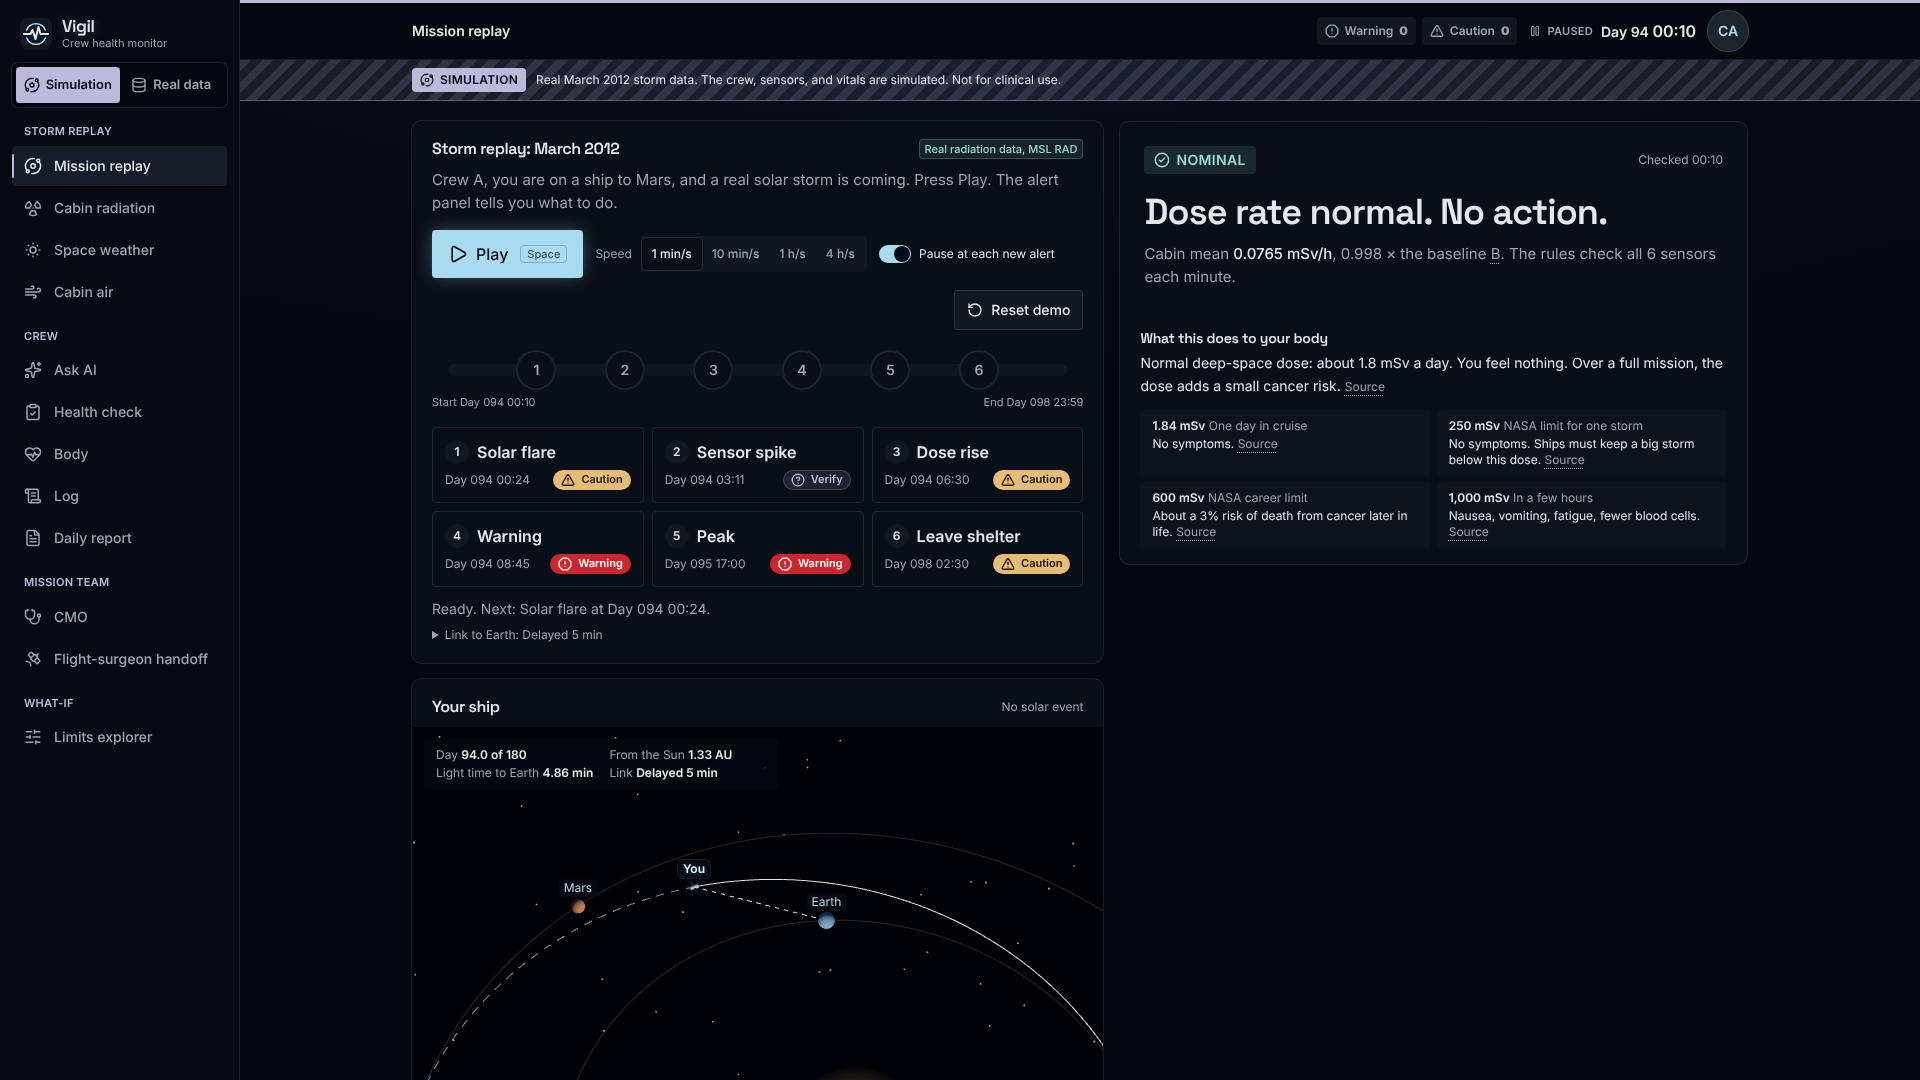 Vigil
Crew health monitor
Simulation
Real data
STORM REPLAY
Mission replay
Cabin radiation
Space weather
Cabin air
CREW
Ask AI
Health check
Body
Log
Daily report
MISSION TEAM
CMO
Flight-surgeon handoff
WHAT-IF
Limits explorer
Mission replay
Warning 0
Caution 0
PAUSED
Day 94 00:10
CA
SIMULATION
Real March 2012 storm data. The crew, sensors, and vitals are simulated. Not for clinical use.
Storm replay: March 2012
Real radiation data, MSL RAD
Crew A, you are on a ship to Mars, and a real solar storm is coming. Press Play. The alert
panel tells you what to do.
Play Space
Speed
1 min/s
10 min/s
1 h/s
4 h/s
Pause at each new alert
Reset demo
1
2
3
4
5
6
Start Day 094 00:10
End Day 098 23:59
1 Solar flare
Day 094 00:24
Caution
2 Sensor spike
Day 094 03:11
Verify
3 Dose rise
Day 094 06:30
Caution
4 Warning
Day 094 08:45
Warning
5 Peak
Day 095 17:00
Warning
6 Leave shelter
Day 098 02:30
Caution
Ready. Next: Solar flare at Day 094 00:24.
Link to Earth: Delayed 5 min
Your ship
No solar event
Day 94.0 of 180
From the Sun 1.33 AU
Light time to Earth 4.86 min
Link Delayed 5 min
You
Mars
Earth
NOMINAL
Checked 00:10
Dose rate normal. No action.
Cabin mean 0.0765 mSv/h, 0.998 × the baseline B. The rules check all 6 sensors
each minute.
What this does to your body
Normal deep-space dose: about 1.8 mSv a day. You feel nothing. Over a full mission, the
dose adds a small cancer risk. Source
1.84 mSv One day in cruise
No symptoms. Source
250 mSv NASA limit for one storm
No symptoms. Ships must keep a big storm
below this dose. Source
600 mSv NASA career limit
About a 3% risk of death from cancer later in
life. Source
1,000 mSv In a few hours
Nausea, vomiting, fatigue, fewer blood cells.
Source